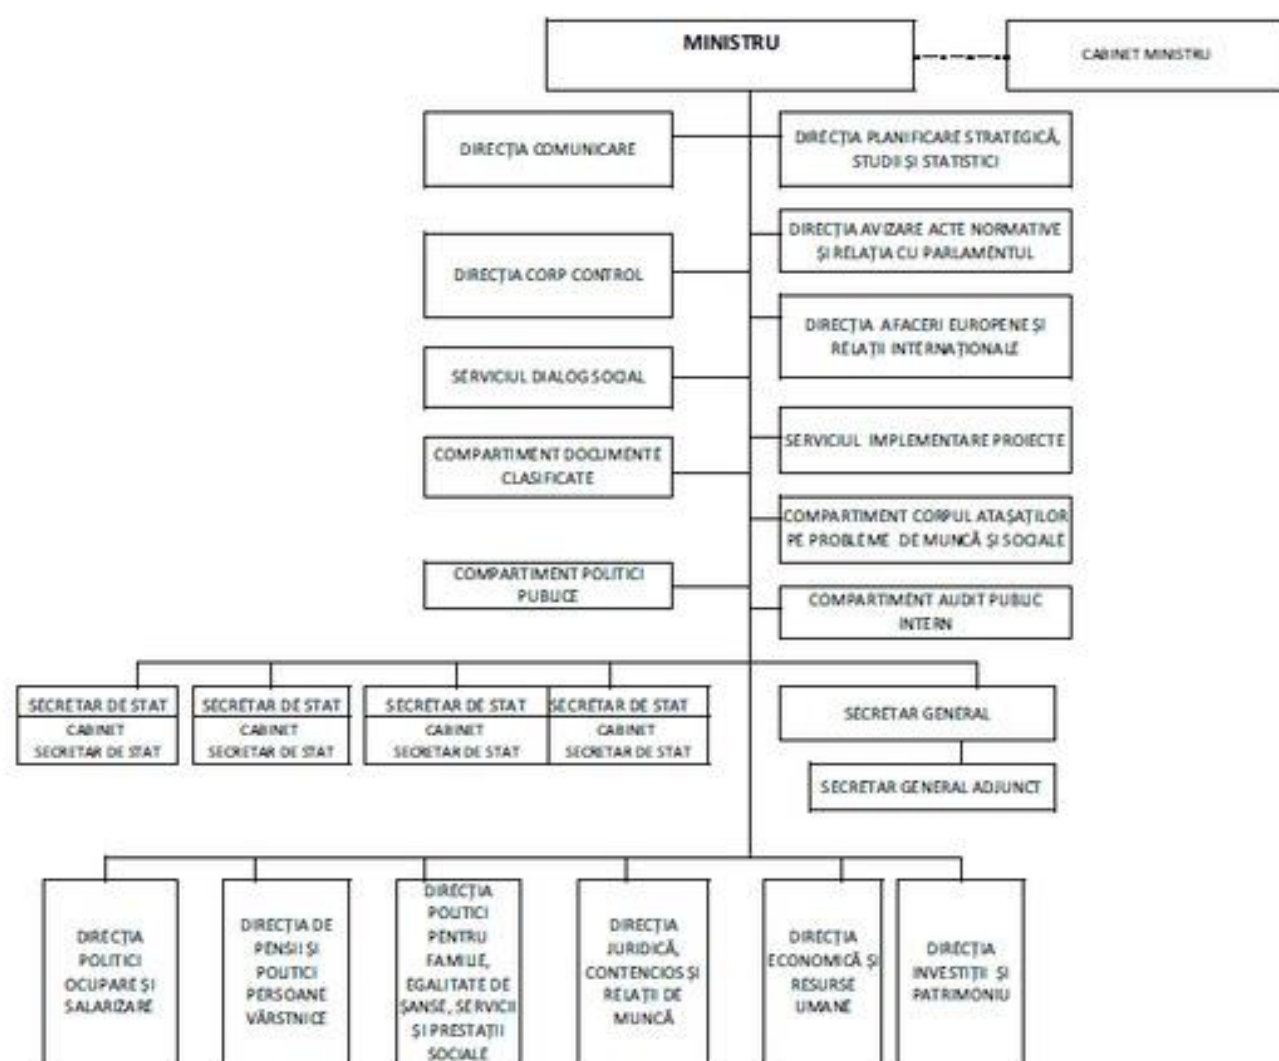 MINISTRU
CABINET MINISTRU
DIRECȚIA COMUNICARE
DIRECȚIA PLANIFICARE STRATEGICĂ,
STUDII ȘI STATISTICI
DIRECȚIA AVIZARE ACTE NORMATIVE
ȘI RELAȚIA CU PARLAMENTUL
DIRECȚIA CORP CONTROL
DIRECȚIA AFACERI EUROPENE ȘI
RELAȚII INTERNAȚIONALE
SERVICIUL DIALOG SOCIAL
SERVICIUL IMPLEMENTARE PROIECTE
COMPARTIMENT DOCUMENTE
CLASIFICATE
COMPARTIMENT CORPUL ATAȘAȚILOR
PE PROBLEME DE MUNCĂ ȘI SOCIALE
COMPARTIMENT POLITICI
PUBLICE
COMPARTIMENT AUDIT PUBLIC
INTERN
SECRETAR DE STAT
CABINET
SECRETAR DE STAT
SECRETAR DE STAT
CABINET
SECRETAR DE STAT
SECRETAR DE STAT
CABINET
SECRETAR DE STAT
SECRETAR DE STAT
CABINET
SECRETAR DE STAT
SECRETAR GENERAL
SECRETAR GENERAL ADJUNCT
DIRECȚIA
POLITICI
OCUPARE ȘI
SALARIZARE
DIRECȚIA DE
PENSII ȘI
POLITICI
PERSOANE
VÂRSTNICE
DIRECȚIA
POLITICI
PENTRU
FAMILIE,
EGALITATE DE
ȘANSE, SERVICII
ȘI PRESTAȚII
SOCIALE
DIRECȚIA
JURIDICĂ,
CONTENCIOS ȘI
RELAȚII DE
MUNCĂ
DIRECȚIA
ECONOMICĂ ȘI
RESURSE
UMANE
DIRECȚIA
INVESTIȚII ȘI
PATRIMONIU